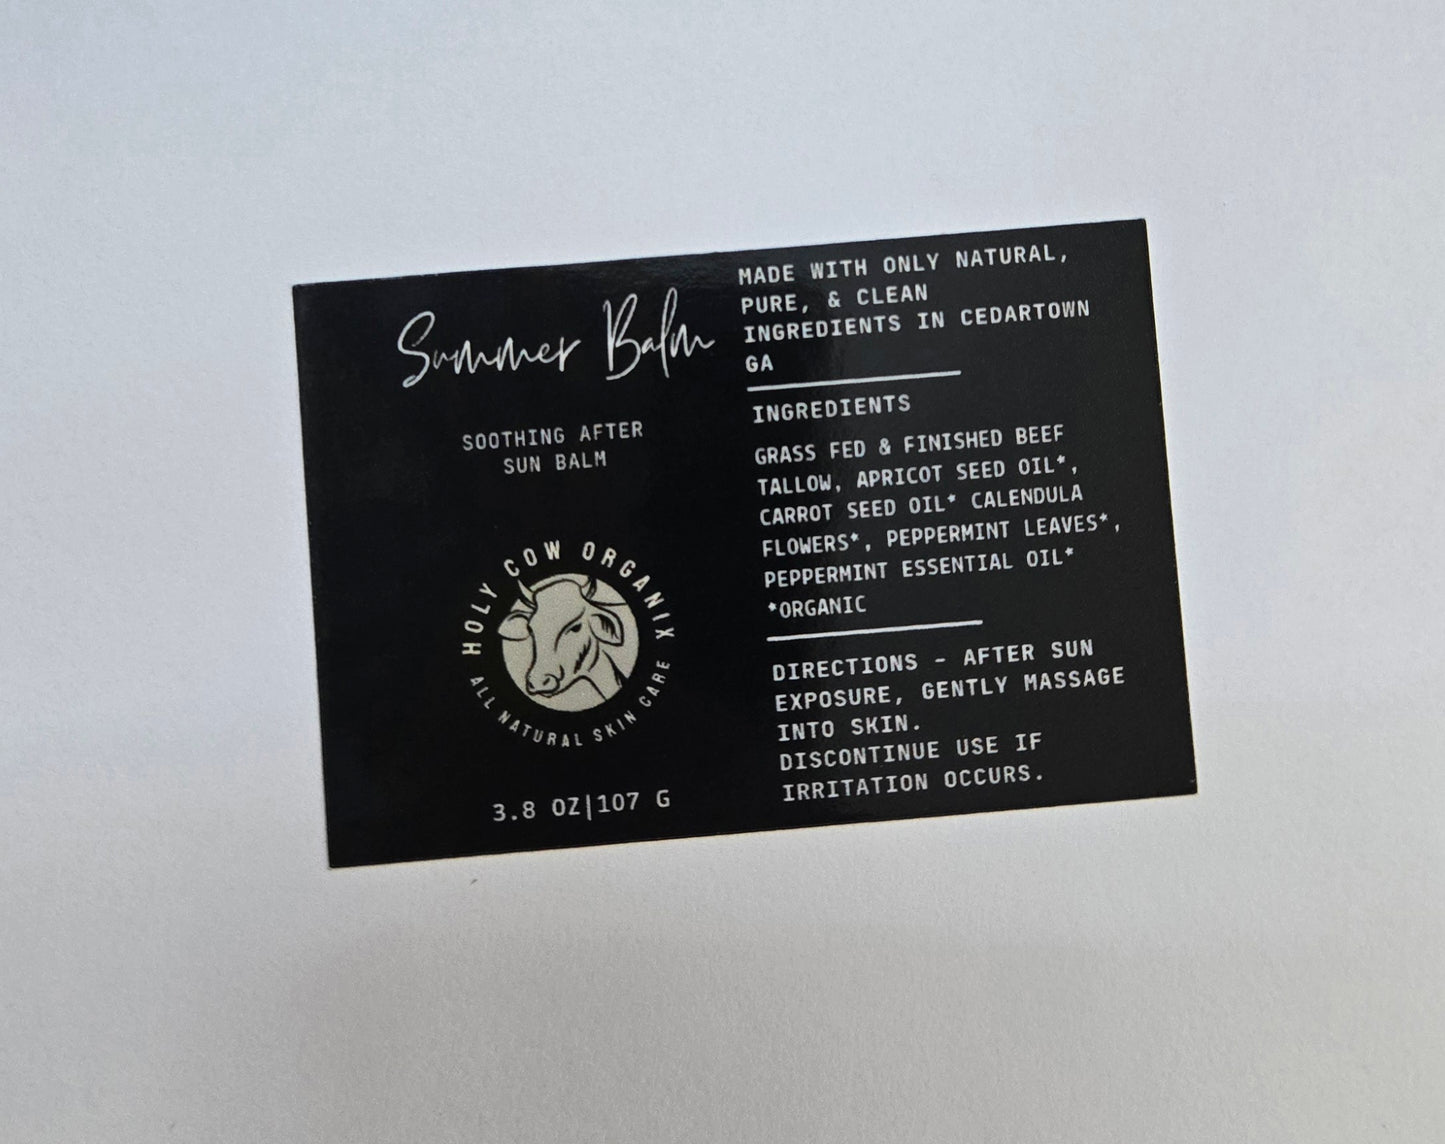 Summer Balm
SOOTHING AFTER
SUN BALM
HOLY COW ORGANIX
ALL NATURAL SKIN CARE
3.8 OZ|107 G
MADE WITH ONLY NATURAL,
PURE, & CLEAN
INGREDIENTS IN CEDARTOWN
GA
INGREDIENTS
GRASS FED & FINISHED BEEF
TALLOW, APRICOT SEED OIL*,
CARROT SEED OIL* CALENDULA
FLOWERS*, PEPPERMINT LEAVES*,
PEPPERMINT ESSENTIAL OIL*
*ORGANIC
DIRECTIONS - AFTER SUN
EXPOSURE, GENTLY MASSAGE
INTO SKIN.
DISCONTINUE USE IF
IRRITATION OCCURS.